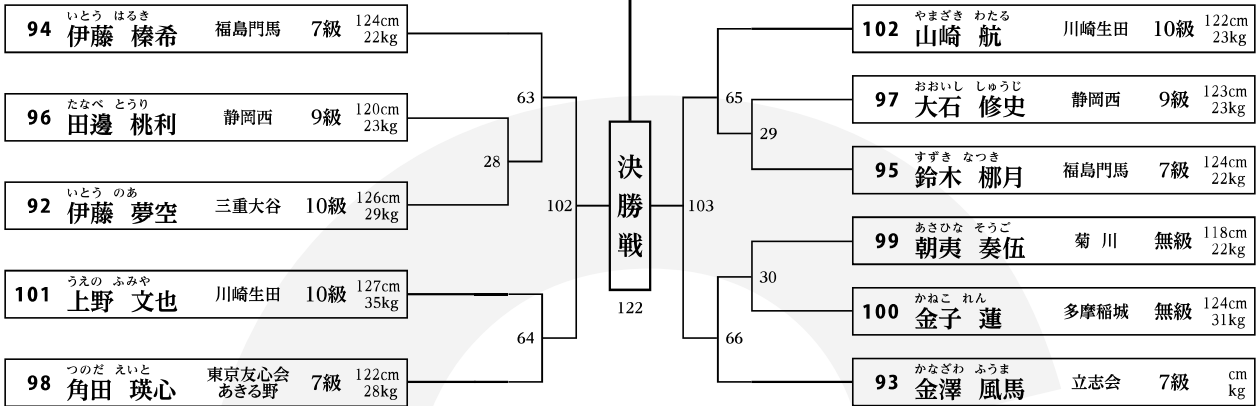 94
いとう はるき
伊藤 榛希
福島門馬
7級
124cm
22kg
96
たなべ とうり
田邊 桃利
静岡西
9級
120cm
23kg
92
いとう のあ
伊藤 夢空
三重大谷
10級
126cm
29kg
101
うえの ふみや
上野 文也
川崎生田
10級
127cm
35kg
98
つのだ えいと
角田 瑛心
東京友心会
あきる野
7級
122cm
28kg
63
28
102
64
決
勝
戦
122
103
65
29
30
66
102
やまざき わたる
山崎 航
川崎生田
10級
122cm
23kg
97
おおいし しゅうじ
大石 修史
静岡西
9級
123cm
23kg
95
すずき なつき
鈴木 梛月
福島門馬
7級
124cm
22kg
99
あさひな そうご
朝夷 奏伍
菊 川
無級
118cm
22kg
100
かねこ れん
金子 蓮
多摩稲城
無級
124cm
31kg
93
かなざわ ふうま
金澤 風馬
立志会
7級
cm
kg